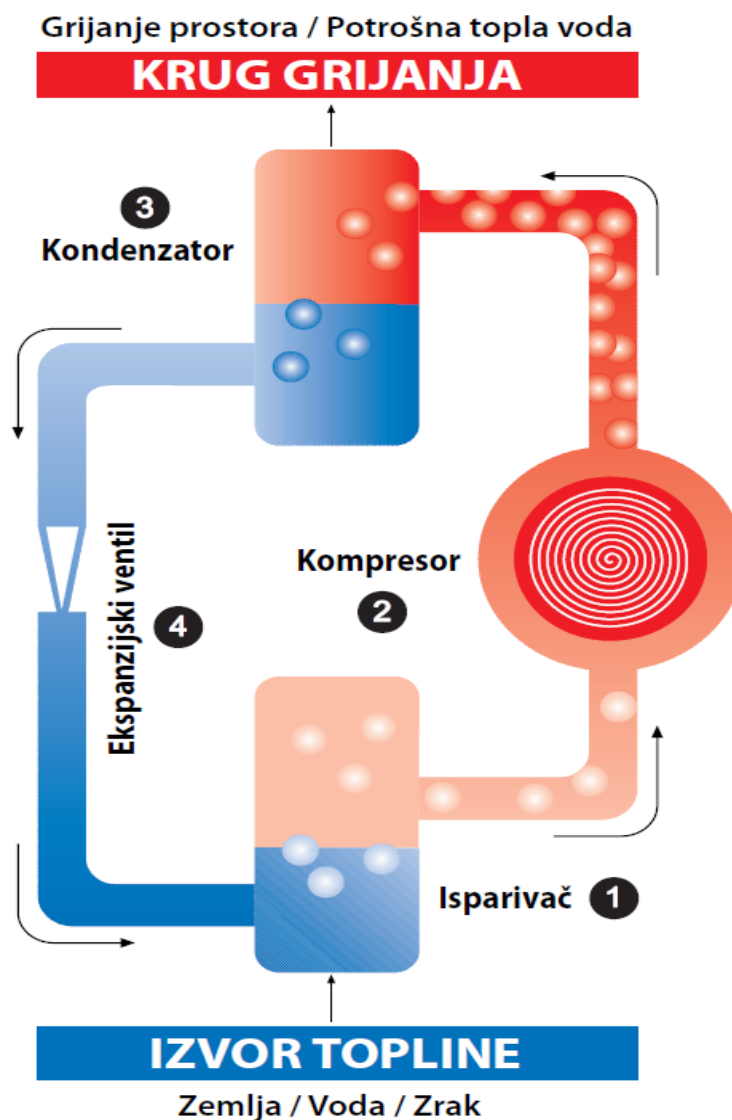 Grijanje prostora / Potrošna topla voda
KRUG GRIJANJA
3
Kondenzator
Kompresor
2
Ekspanzijski ventil
4
Isparivač 1
IZVOR TOPLINE
Zemlja / Voda / Zrak